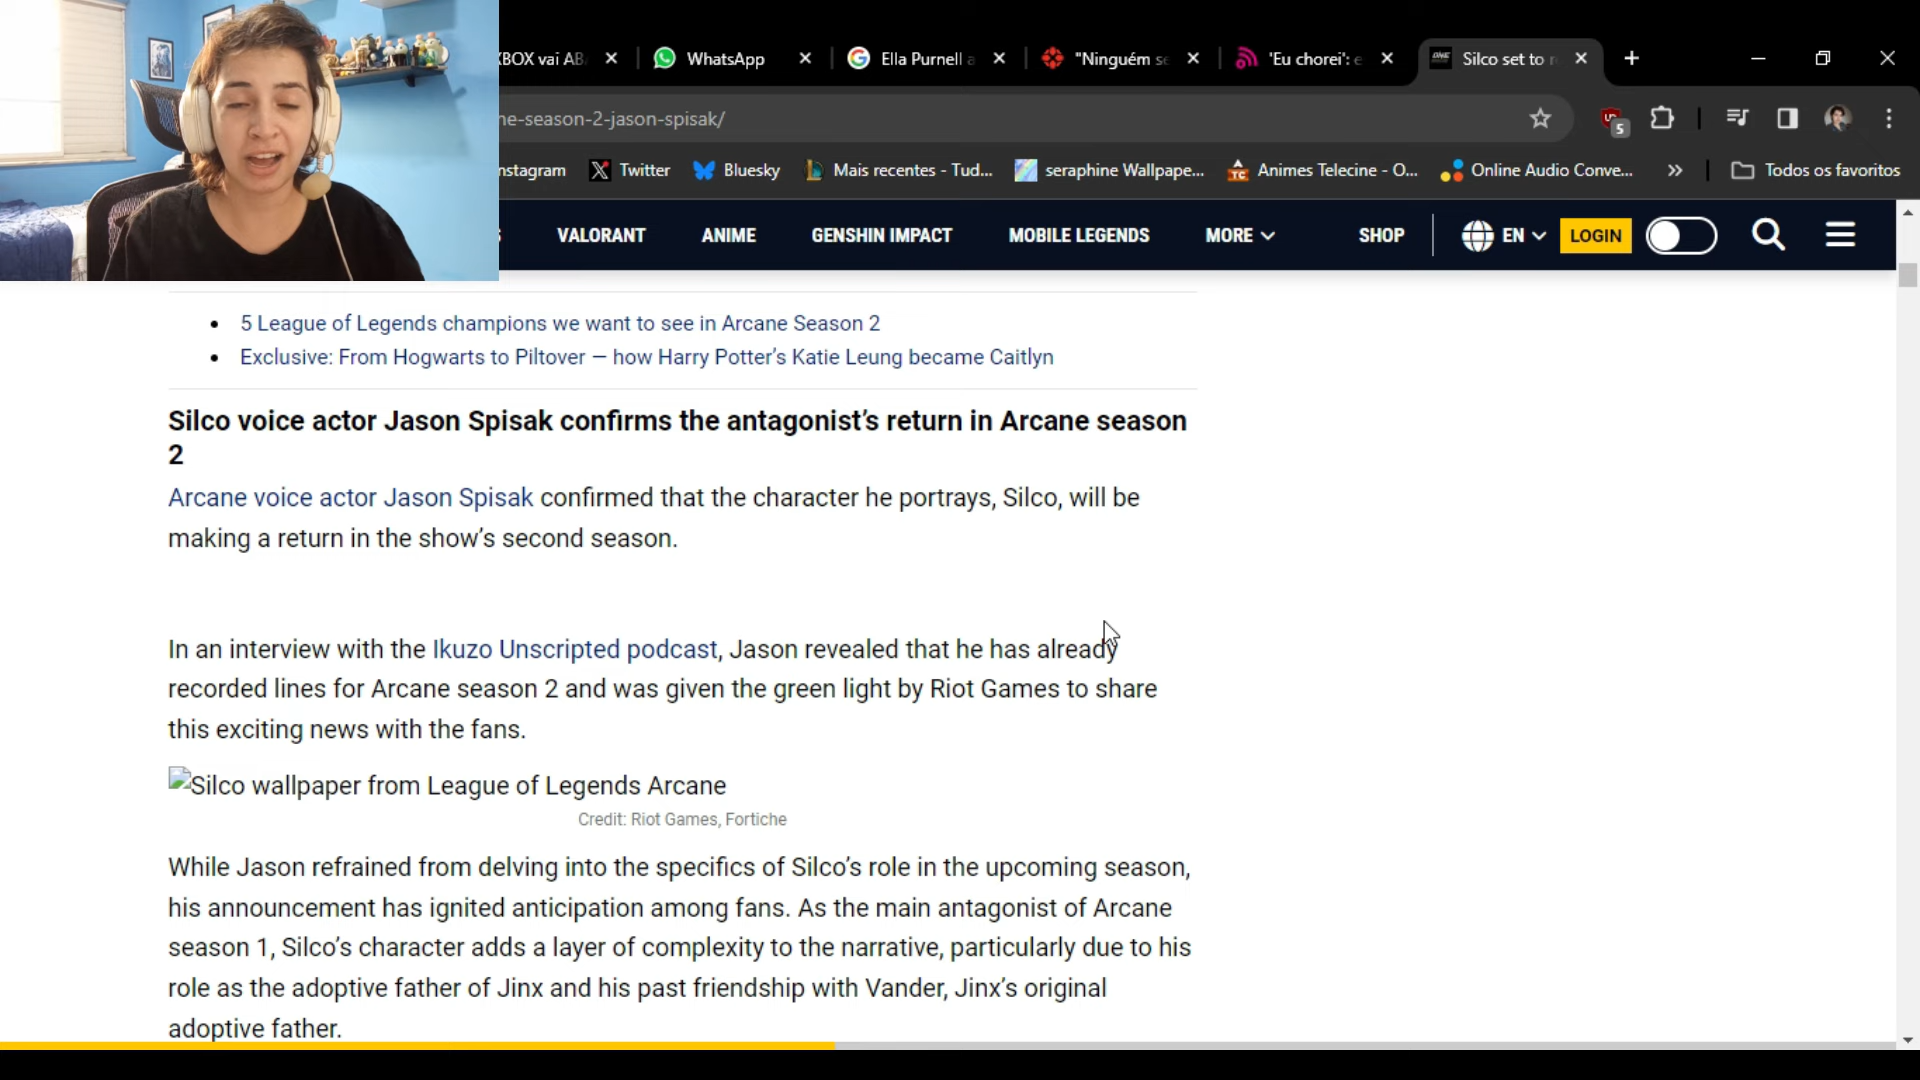 XBOX vai AB
WhatsApp
Ella Purnell a
"Ninguém se
'Eu chorei': e
Silco set to r
ne-season-2-jason-spisak/
5
nstagram
Twitter
Bluesky
Mais recentes - Tud...
seraphine Wallpape...
Animes Telecine - O...
Online Audio Conve...
»
Todos os favoritos
S
VALORANT
ANIME
GENSHIN IMPACT
MOBILE LEGENDS
MORE
SHOP
EN
LOGIN
• 5 League of Legends champions we want to see in Arcane Season 2
• Exclusive: From Hogwarts to Piltover — how Harry Potter's Katie Leung became Caitlyn
Silco voice actor Jason Spisak confirms the antagonist's return in Arcane season
2
Arcane voice actor Jason Spisak confirmed that the character he portrays, Silco, will be
making a return in the show's second season.
In an interview with the Ikuzo Unscripted podcast, Jason revealed that he has already
recorded lines for Arcane season 2 and was given the green light by Riot Games to share
this exciting news with the fans.
Silco wallpaper from League of Legends Arcane
Credit: Riot Games, Fortiche
While Jason refrained from delving into the specifics of Silco's role in the upcoming season,
his announcement has ignited anticipation among fans. As the main antagonist of Arcane
season 1, Silco's character adds a layer of complexity to the narrative, particularly due to his
role as the adoptive father of Jinx and his past friendship with Vander, Jinx's original
adoptive father.